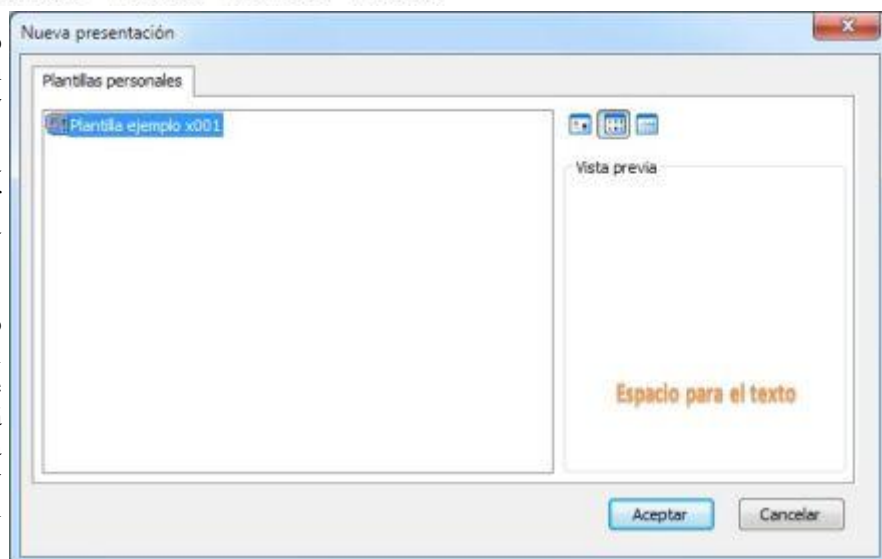 Nueva presentación
Plantillas personales
Plantilla ejemplo x001
Vista previa
Espacio para el texto
Aceptar
Cancelar